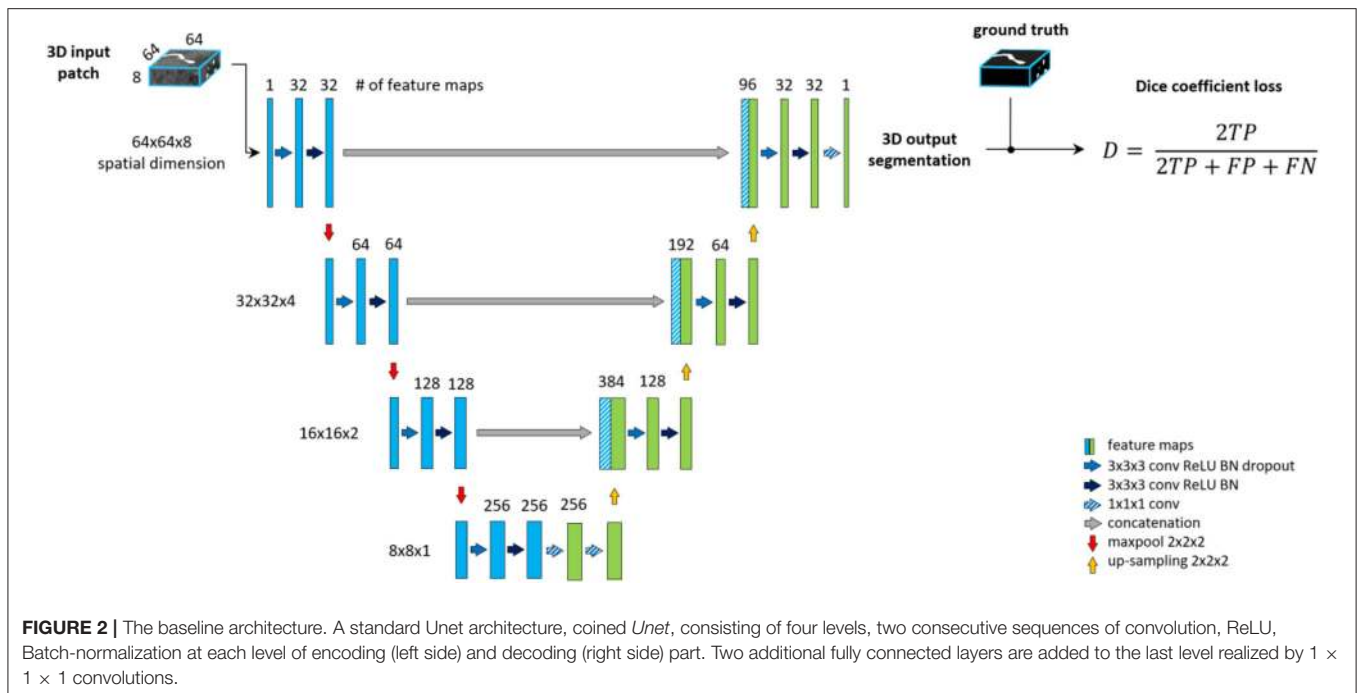 3D input
patch
64
64
8
64x64x8
spatial dimension
1 32 32 # of feature maps
96 32 32 1
3D output
segmentation
ground truth
Dice coefficient loss
D = 2TP / 2TP + FP + FN
32x32x4
64 64
192 64
16x16x2
128 128
384 128
8x8x1
256 256 256
feature maps
3x3x3 conv ReLU BN dropout
3x3x3 conv ReLU BN
1x1x1 conv
concatenation
maxpool 2x2x2
up-sampling 2x2x2
FIGURE 2 | The baseline architecture. A standard Unet architecture, coined Unet, consisting of four levels, two consecutive sequences of convolution, ReLU,
Batch-normalization at each level of encoding (left side) and decoding (right side) part. Two additional fully connected layers are added to the last level realized by 1 ×
1 × 1 convolutions.